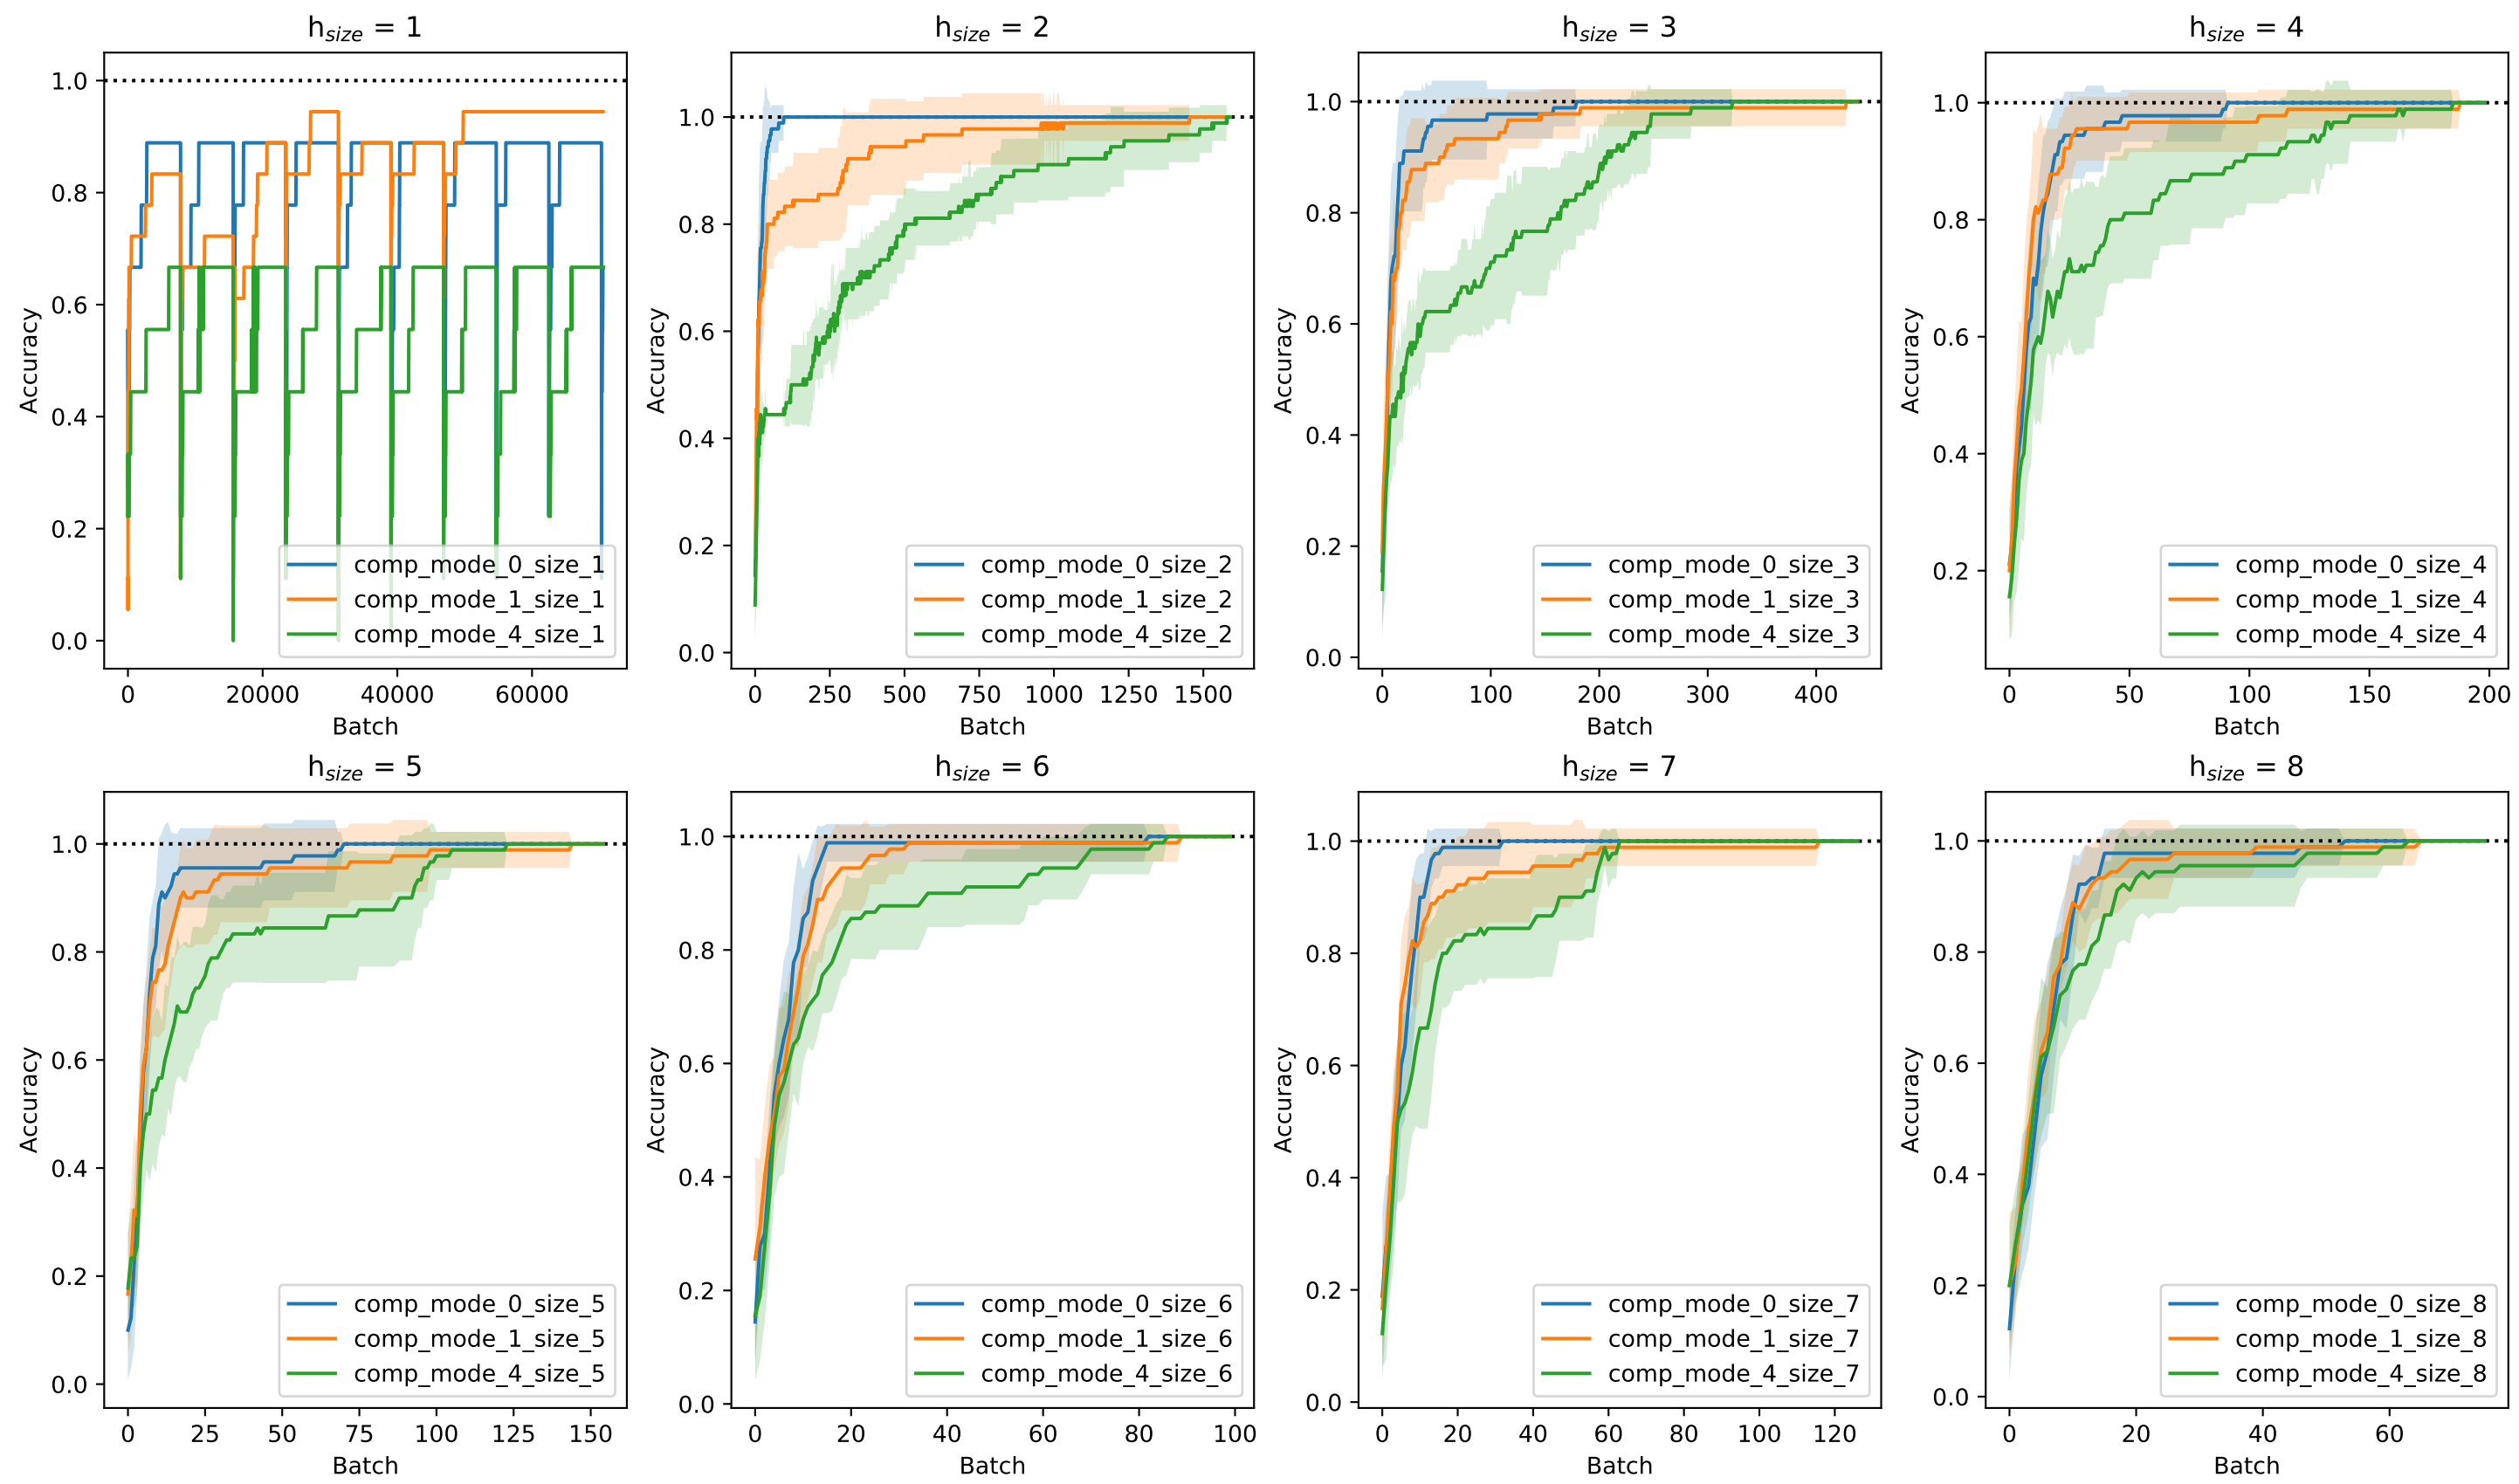 h_size = 1
1.0
0.8
0.6
0.4
0.2
0.0
Accuracy
comp_mode_0_size_1
comp_mode_1_size_1
comp_mode_4_size_1
0 20000 40000 60000
Batch
h_size = 2
1.0
0.8
0.6
0.4
0.2
0.0
Accuracy
comp_mode_0_size_2
comp_mode_1_size_2
comp_mode_4_size_2
0 250 500 750 1000 1250 1500
Batch
h_size = 3
1.0
0.8
0.6
0.4
0.2
0.0
Accuracy
comp_mode_0_size_3
comp_mode_1_size_3
comp_mode_4_size_3
0 100 200 300 400
Batch
h_size = 4
1.0
0.8
0.6
0.4
0.2
Accuracy
comp_mode_0_size_4
comp_mode_1_size_4
comp_mode_4_size_4
0 50 100 150 200
Batch
h_size = 5
1.0
0.8
0.6
0.4
0.2
0.0
Accuracy
comp_mode_0_size_5
comp_mode_1_size_5
comp_mode_4_size_5
0 25 50 75 100 125 150
Batch
h_size = 6
1.0
0.8
0.6
0.4
0.2
0.0
Accuracy
comp_mode_0_size_6
comp_mode_1_size_6
comp_mode_4_size_6
0 20 40 60 80 100
Batch
h_size = 7
1.0
0.8
0.6
0.4
0.2
0.0
Accuracy
comp_mode_0_size_7
comp_mode_1_size_7
comp_mode_4_size_7
0 20 40 60 80 100 120
Batch
h_size = 8
1.0
0.8
0.6
0.4
0.2
0.0
Accuracy
comp_mode_0_size_8
comp_mode_1_size_8
comp_mode_4_size_8
0 20 40 60
Batch